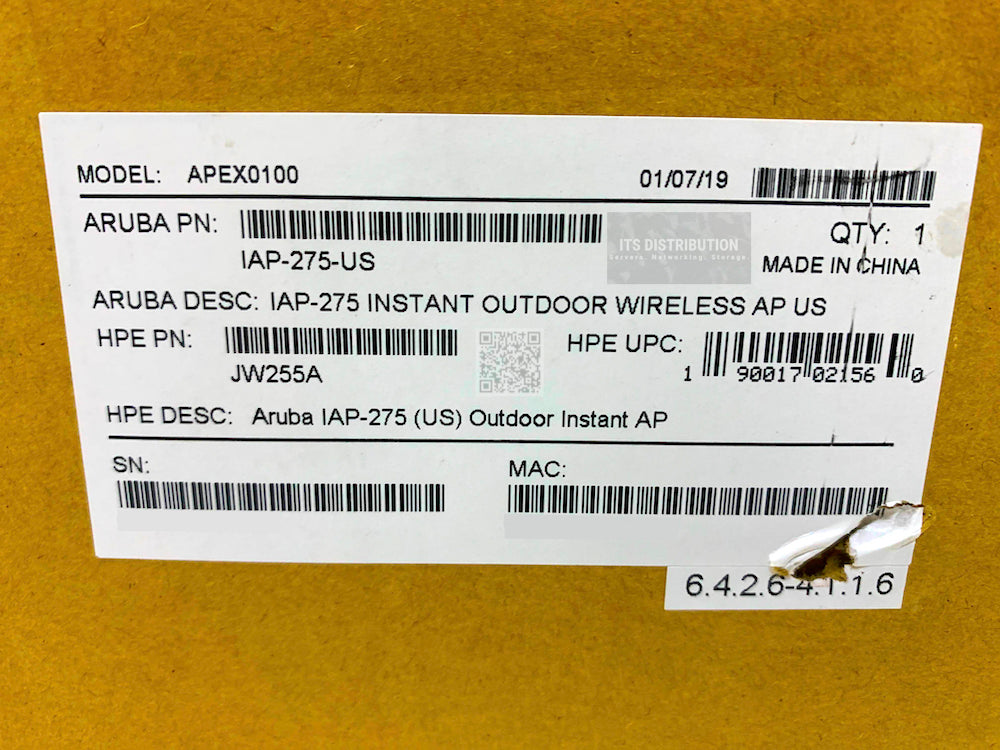 MODEL: APEX0100 01/07/19
ARUBA PN:
IAP-275-US
ITS DISTRIBUTION
Servers. Networking. Storage.
QTY: 1
MADE IN CHINA
ARUBA DESC: IAP-275 INSTANT OUTDOOR WIRELESS AP US
HPE PN:
JW255A
HPE UPC:
1 90017 02156 0
HPE DESC: Aruba IAP-275 (US) Outdoor Instant AP
SN:
MAC:
6.4.2.6-4.1.1.6